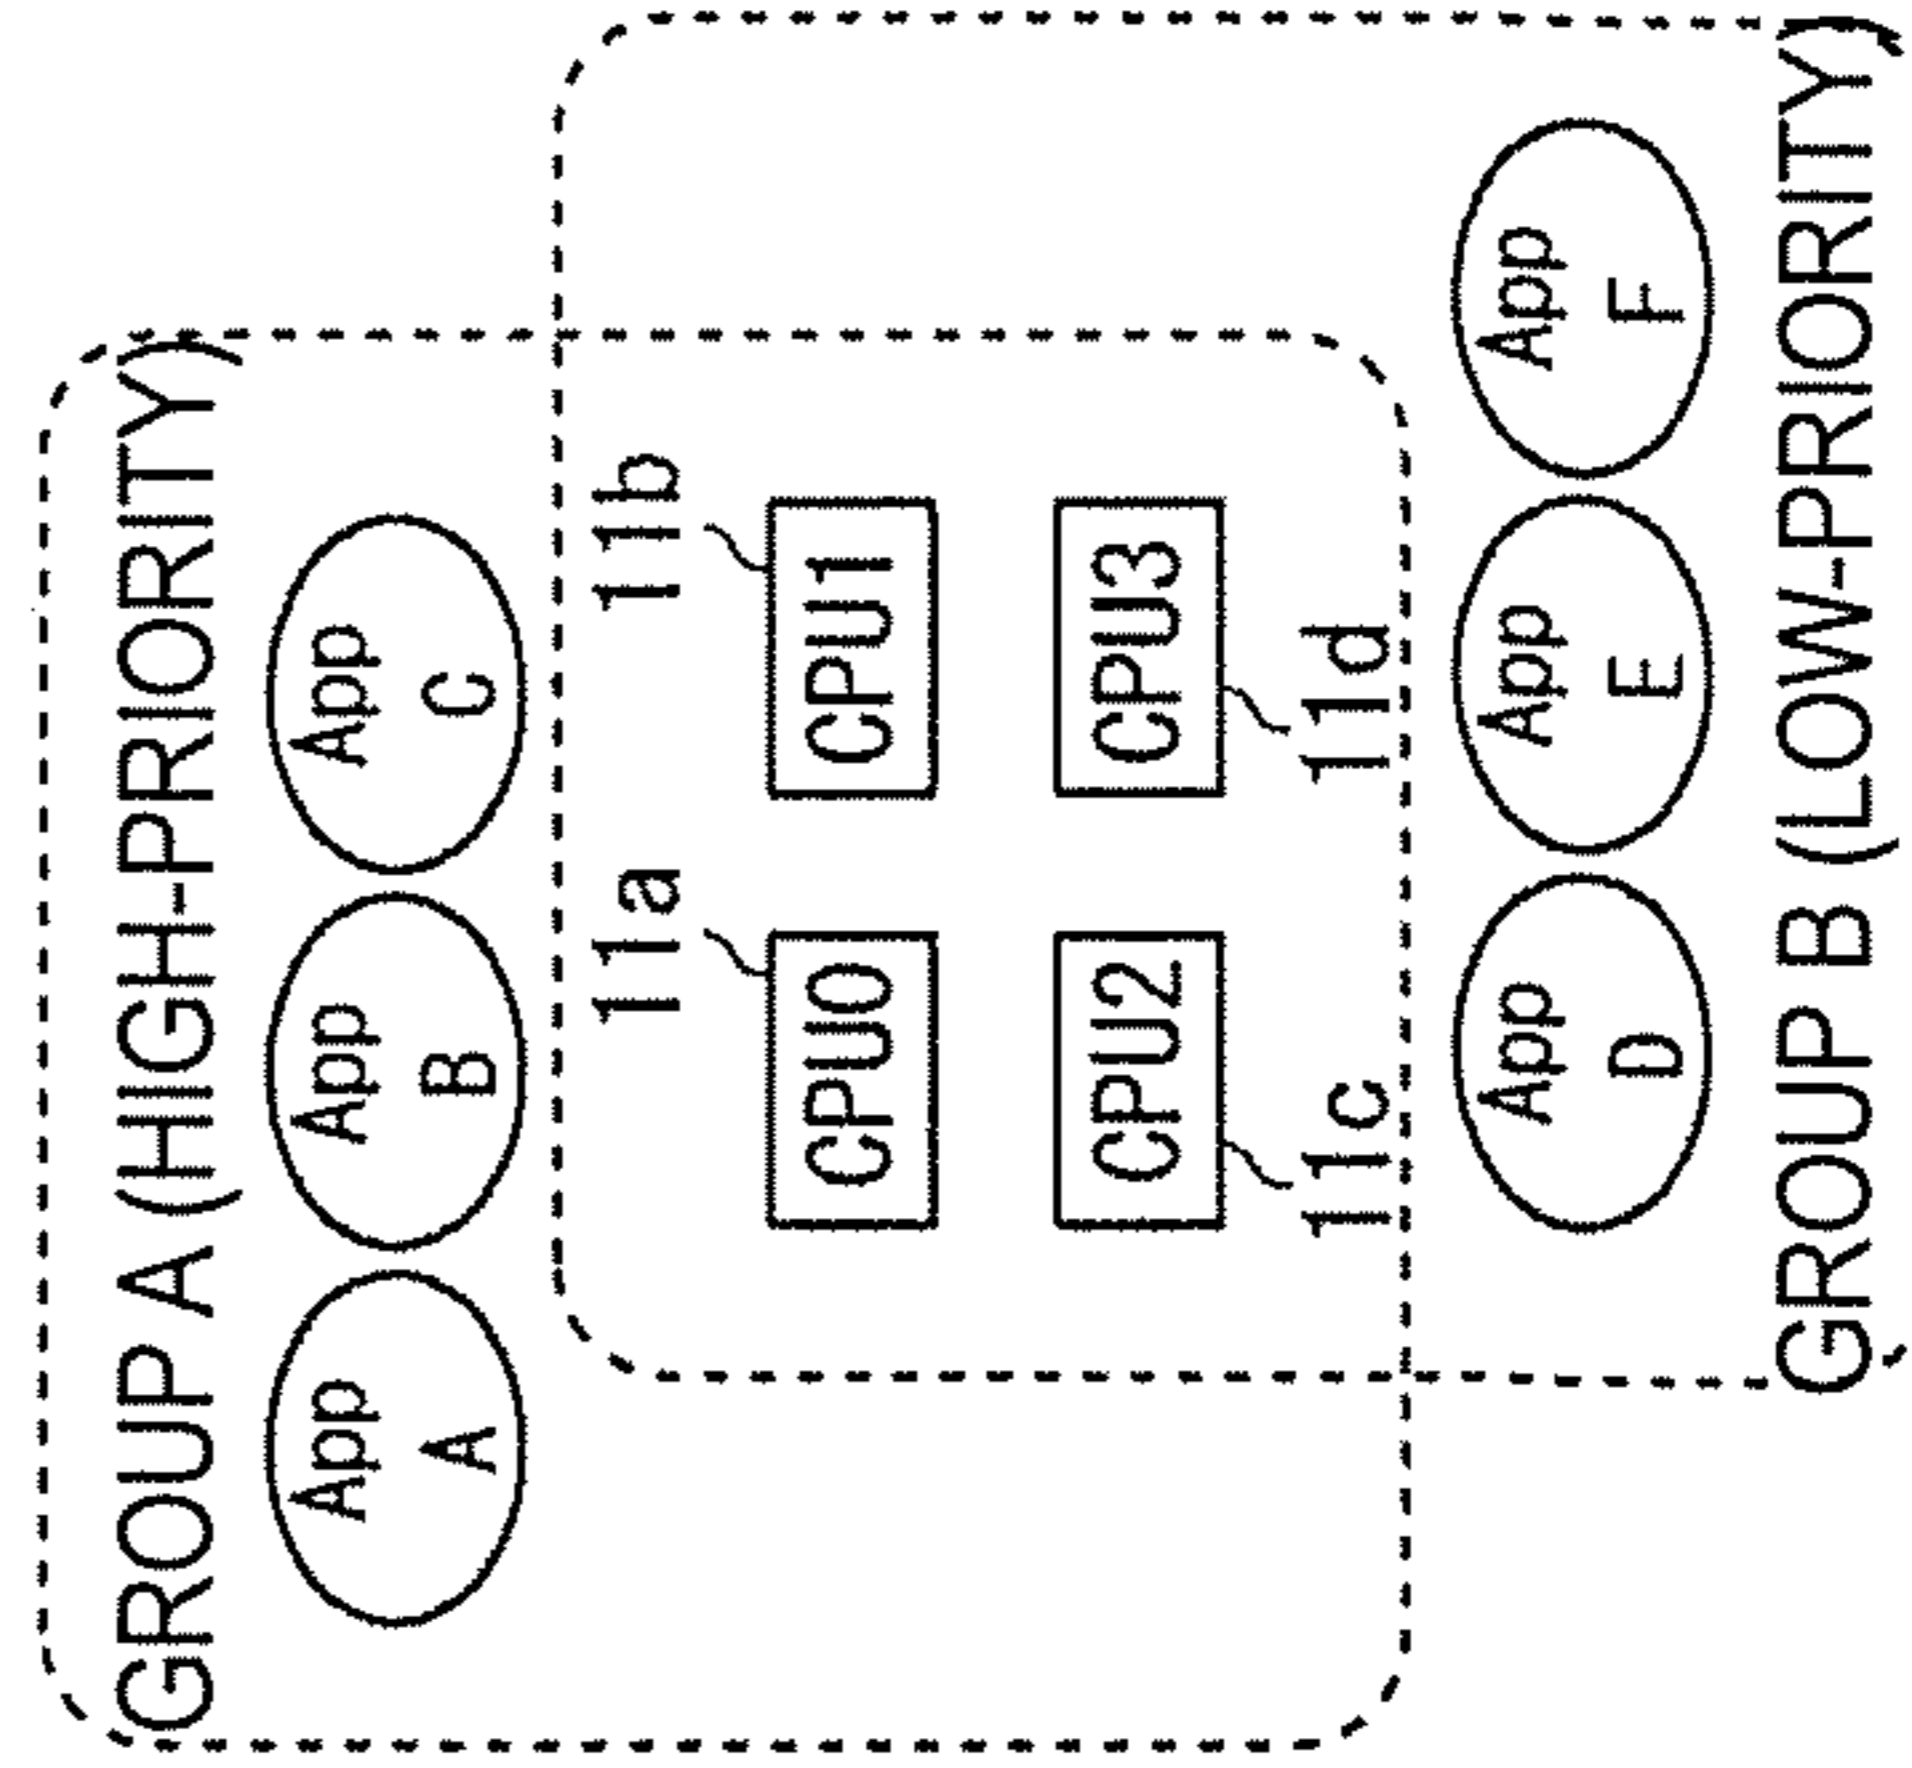 GROUP A (HIGH-PRIORITY)
App A
App B
App C
11a
11b
CPU0
CPU1
CPU2
CPU3
11c
11d
App D
App E
App F
GROUP B (LOW-PRIORITY)